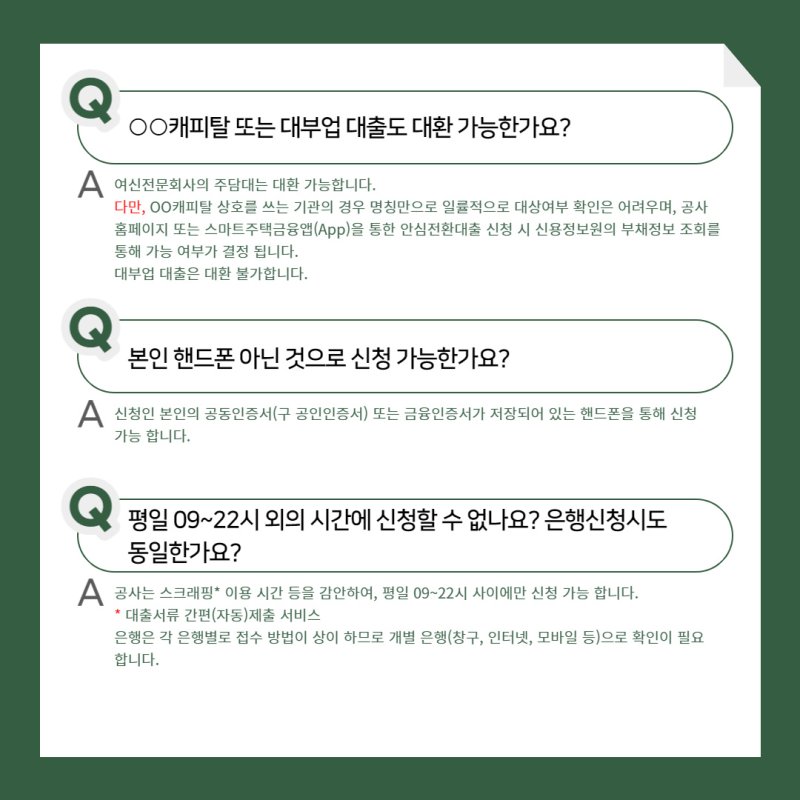 Q
○○캐피탈 또는 대부업 대출도 대환 가능한가요?
A
여신전문회사의 주담대는 대환 가능합니다.
다만, OO캐피탈 상호를 쓰는 기관의 경우 명칭만으로 일률적으로 대상여부 확인은 어려우며, 공사
홈페이지 또는 스마트주택금융앱(App)을 통한 안심전환대출 신청 시 신용정보원의 부채정보 조회를
통해 가능 여부가 결정 됩니다.
대부업 대출은 대환 불가합니다.
Q
본인 핸드폰 아닌 것으로 신청 가능한가요?
A
신청인 본인의 공동인증서(구 공인인증서) 또는 금융인증서가 저장되어 있는 핸드폰을 통해 신청
가능 합니다.
Q
평일 09~22시 외의 시간에 신청할 수 없나요? 은행신청시도
동일한가요?
A
공사는 스크래핑* 이용 시간 등을 감안하여, 평일 09~22시 사이에만 신청 가능 합니다.
* 대출서류 간편(자동)제출 서비스
은행은 각 은행별로 접수 방법이 상이 하므로 개별 은행(창구, 인터넷, 모바일 등)으로 확인이 필요
합니다.